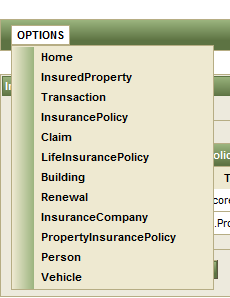 OPTIONS
Home
InsuredProperty
Transaction
InsurancePolicy
Claim
LifeInsurancePolicy
Building
Renewal
InsuranceCompany
PropertyInsurancePolicy
Person
Vehicle